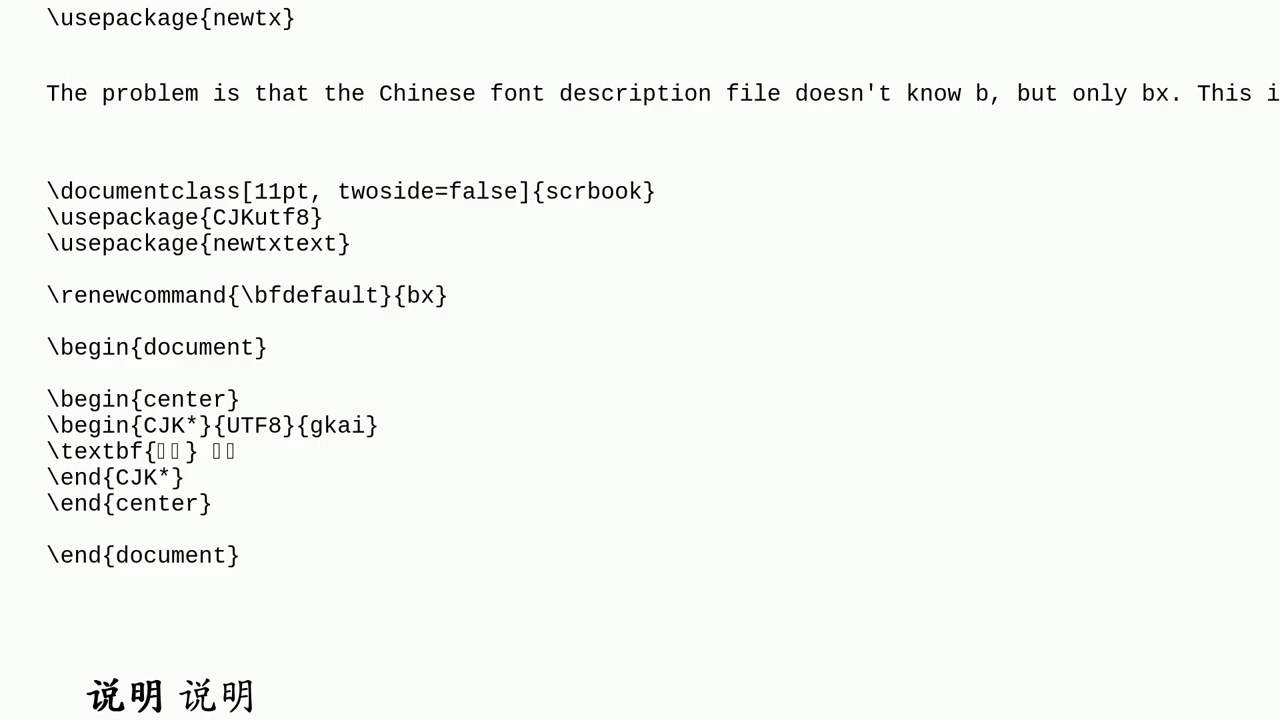 \usepackage{newtx}
The problem is that the Chinese font description file doesn't know b, but only bx. This i
\documentclass[11pt, twoside=false]{scrbook}
\usepackage{CJKutf8}
\usepackage{newtxtext}
\renewcommand{\bfdefault}{bx}
\begin{document}
\begin{center}
\begin{CJK*}{UTF8}{gkai}
\textbf{▯▯} ▯▯
\end{CJK*}
\end{center}
\end{document}
说明 说明